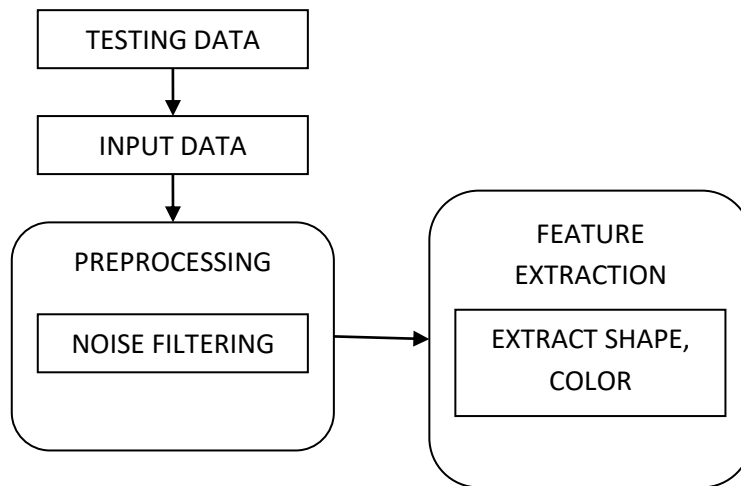 TESTING DATA
INPUT DATA
PREPROCESSING
NOISE FILTERING
FEATURE
EXTRACTION
EXTRACT SHAPE,
COLOR